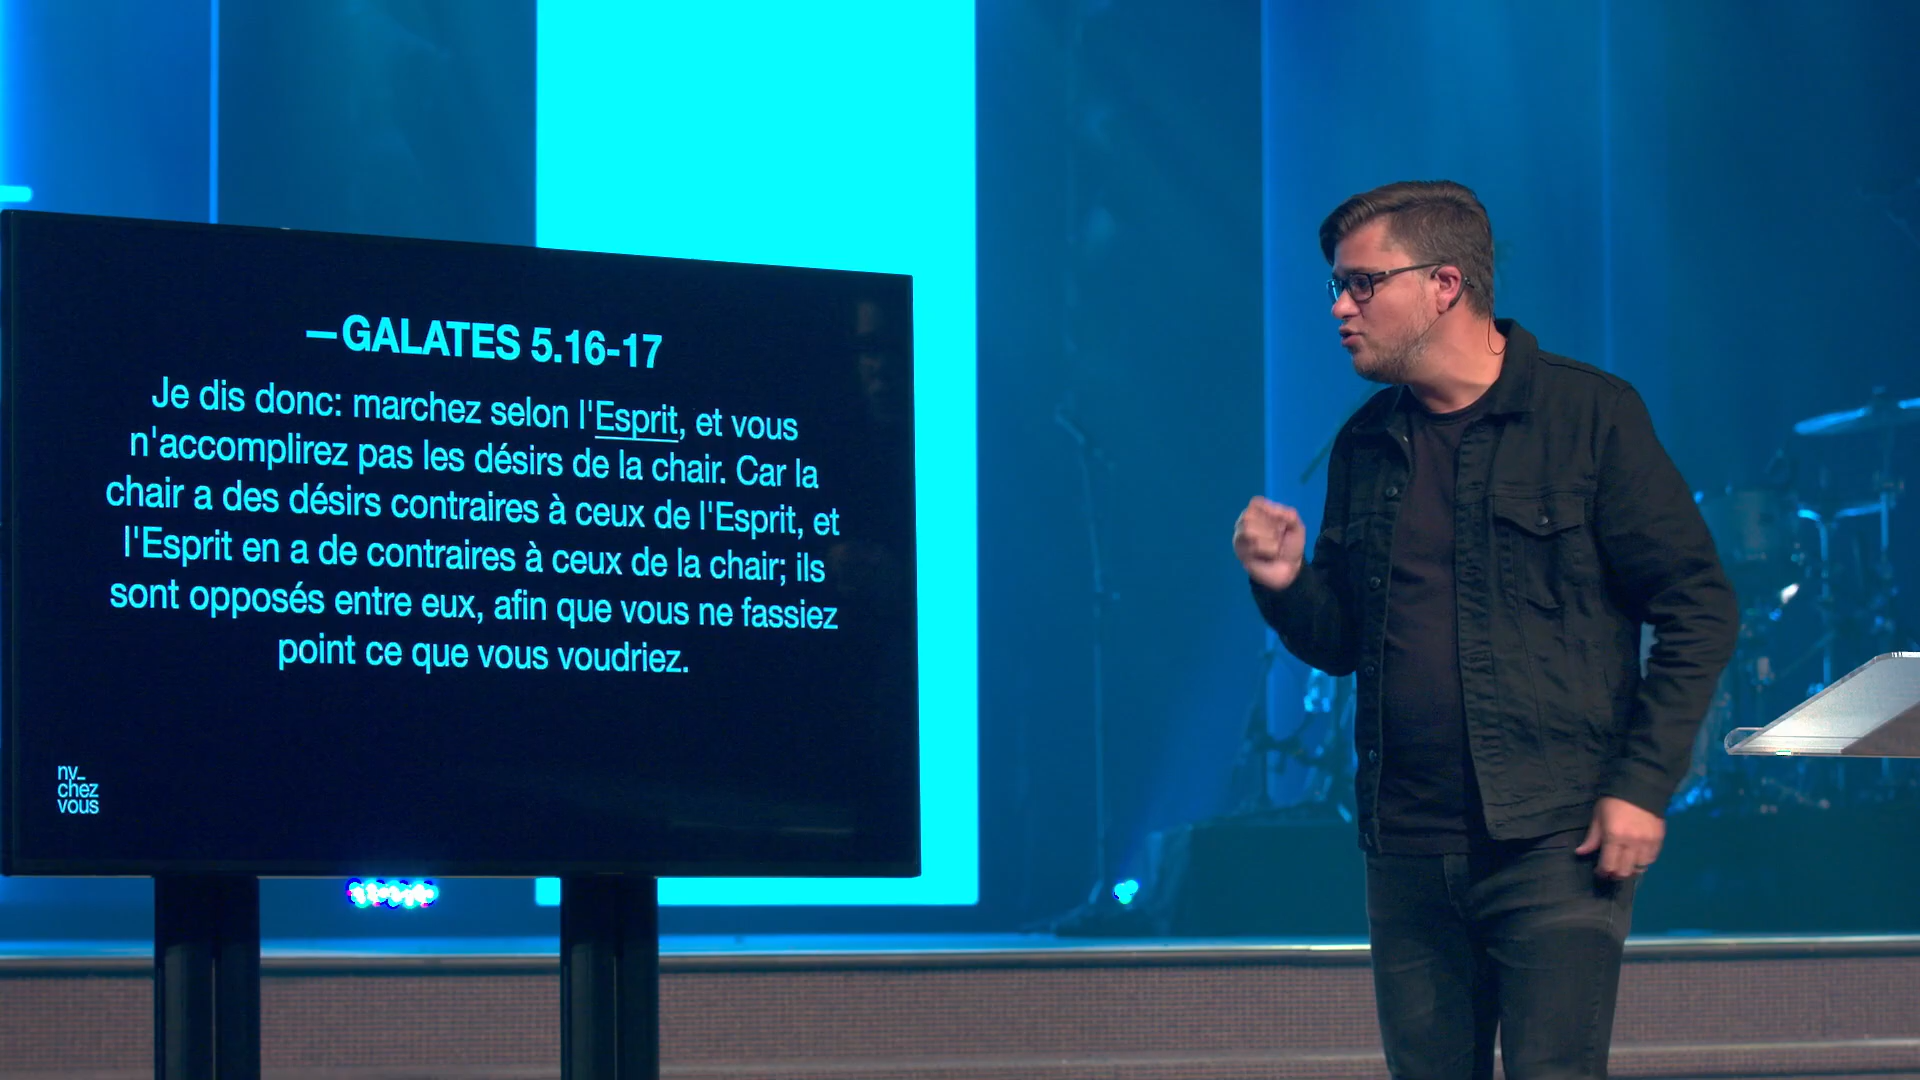 —GALATES 5.16-17
Je dis donc: marchez selon l'Esprit, et vous
n'accomplirez pas les désirs de la chair. Car la
chair a des désirs contraires à ceux de l'Esprit, et
l'Esprit en a de contraires à ceux de la chair; ils
sont opposés entre eux, afin que vous ne fassiez
point ce que vous voudriez.
nv_
chez
vous